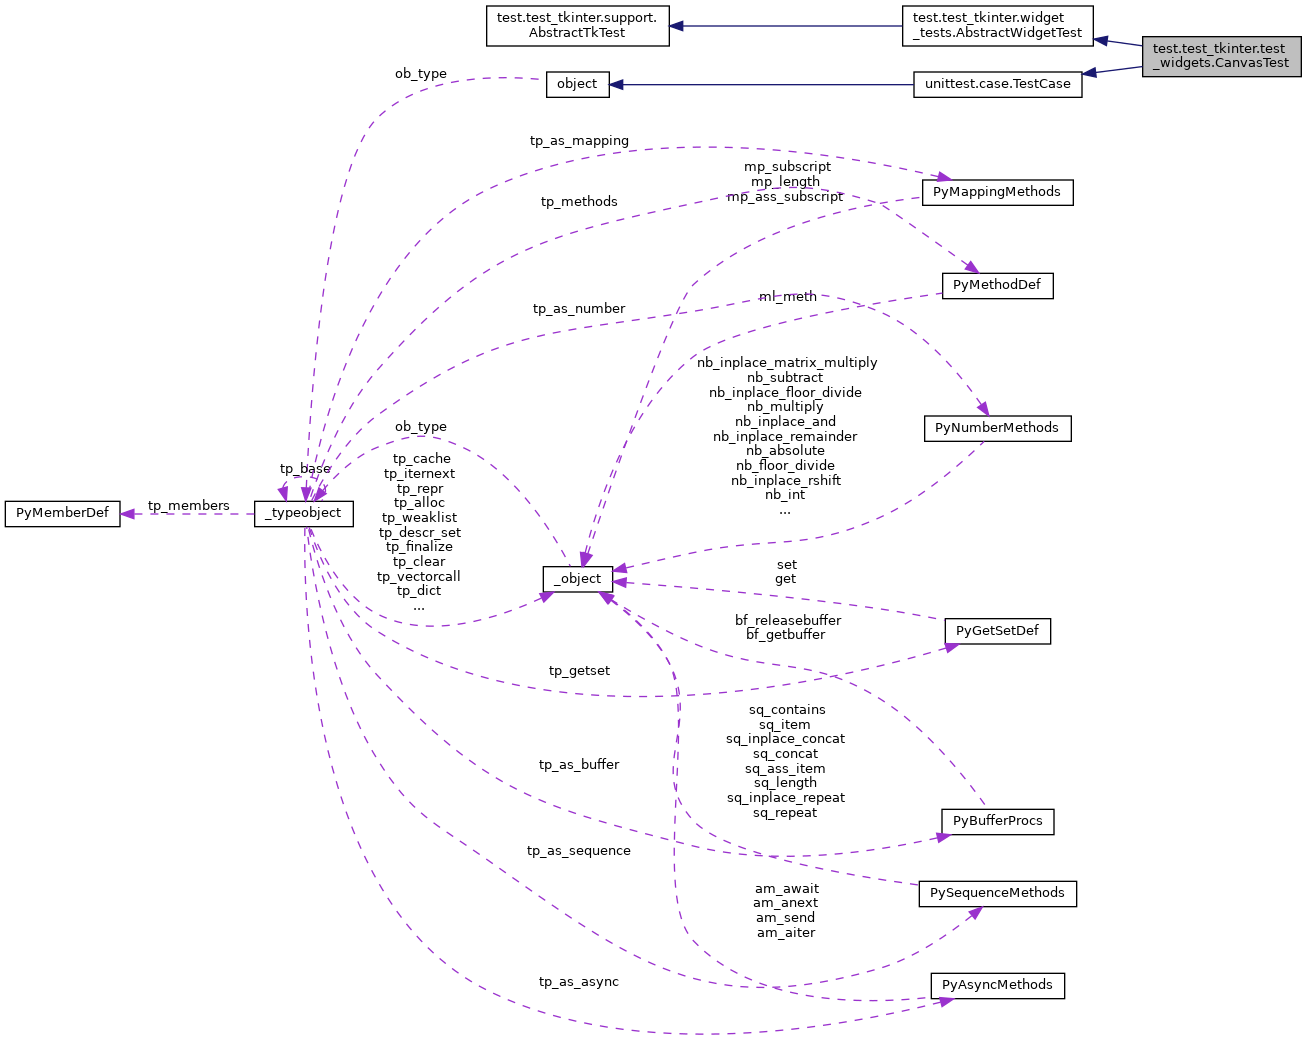 test.test_tkinter.support.
AbstractTkTest
test.test_tkinter.widget
_tests.AbstractWidgetTest
test.test_tkinter.test
_widgets.CanvasTest
ob_type
object
unittest.case.TestCase
tp_as_mapping
mp_subscript
mp_length
mp_ass_subscript
PyMappingMethods
tp_methods
PyMethodDef
ml_meth
tp_as_number
nb_inplace_matrix_multiply
nb_subtract
nb_inplace_floor_divide
nb_multiply
nb_inplace_and
nb_inplace_remainder
nb_absolute
nb_floor_divide
nb_inplace_rshift
nb_int
...
PyNumberMethods
ob_type
tp_cache
tp_iternext
tp_repr
tp_alloc
tp_weaklist
tp_descr_set
tp_finalize
tp_clear
tp_vectorcall
tp_dict
...
tp_base
PyMemberDef
tp_members
_typeobject
_object
set
get
PyGetSetDef
bf_releasebuffer
bf_getbuffer
tp_getset
sq_contains
sq_item
sq_inplace_concat
sq_concat
sq_ass_item
sq_length
sq_inplace_repeat
sq_repeat
tp_as_buffer
PyBufferProcs
tp_as_sequence
PySequenceMethods
am_await
am_anext
am_send
am_aiter
tp_as_async
PyAsyncMethods